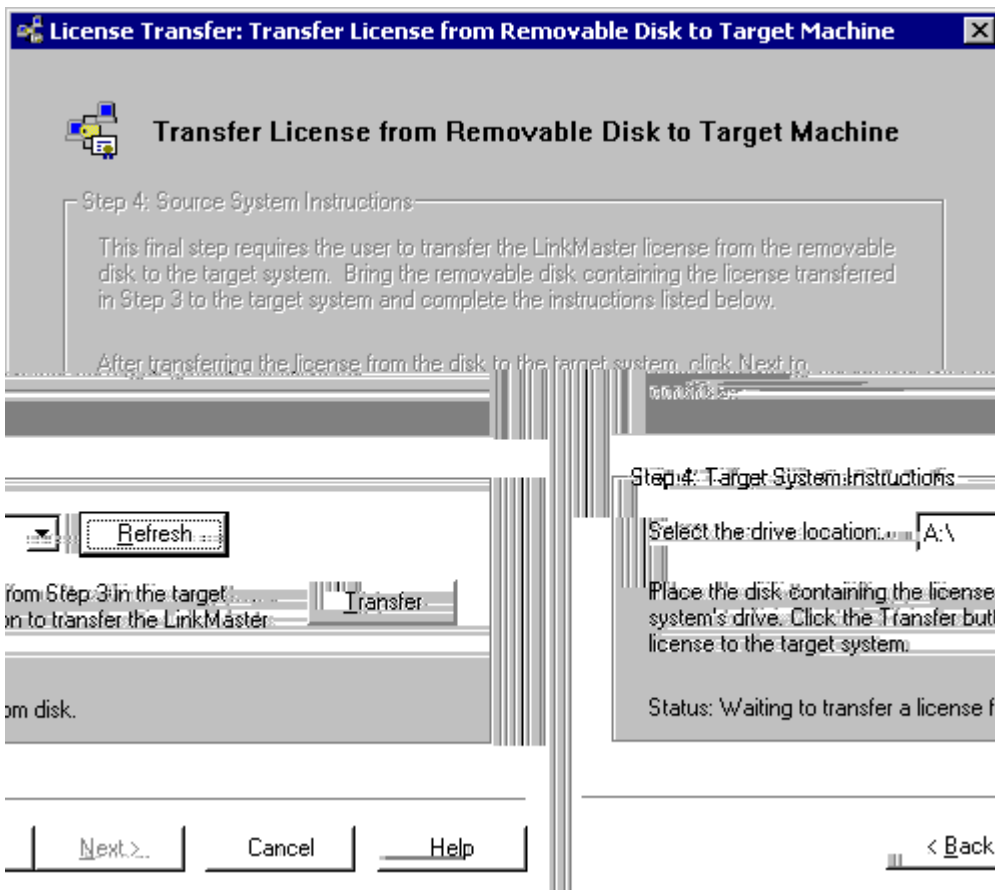 License Transfer: Transfer License from Removable Disk to Target Machine
Transfer License from Removable Disk to Target Machine
Step 4: Source System Instructions
This final step requires the user to transfer the LinkMaster license from the removable
disk to the target system. Bring the removable disk containing the license transferred
in Step 3 to the target system and complete the instructions listed below.
After transferring the license from the disk to the target system, click Next to
Step 4: Target System Instructions
Refresh
Select the drive location: A:\
from Step 3 in the target
Transfer
Place the disk containing the license
on to transfer the LinkMaster
system's drive. Click the Transfer butt
license to the target system.
om disk.
Status: Waiting to transfer a license f
Next >
Cancel
Help
< Back